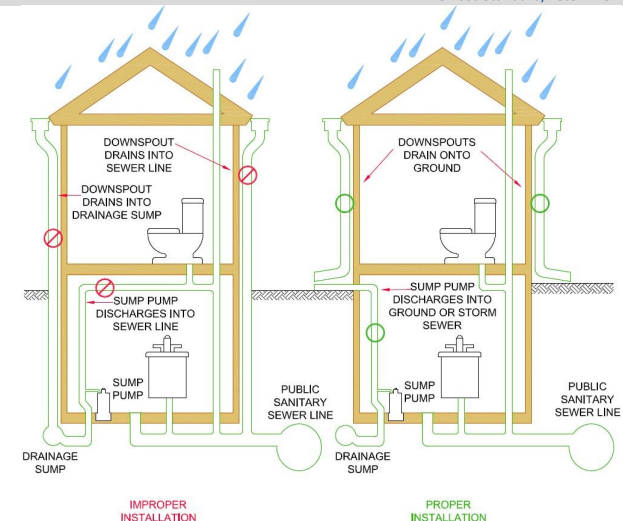 DOWNSPOUT
DRAINS INTO
SEWER LINE
DOWNSPOUT
DRAINS INTO
DRAINAGE SUMP
SUMP PUMP
DISCHARGES INTO
SEWER LINE
SUMP
PUMP
PUBLIC
SANITARY
SEWER LINE
DRAINAGE
SUMP
IMPROPER
INSTALLATION
DOWNSPOUTS
DRAIN ONTO
GROUND
SUMP PUMP
DISCHARGES INTO
GROUND OR STORM
SEWER
SUMP
PUMP
PUBLIC
SANITARY
SEWER LINE
DRAINAGE
SUMP
PROPER
INSTALLATION